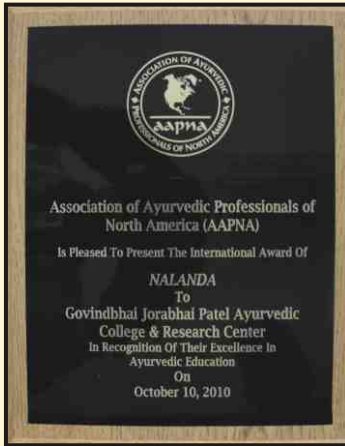 ASSOCIATION OF AYURVEDIC
aapna
PROFESSIONALS OF NORTH AMERICA
Association of Ayurvedic Professionals of
North America (AAPNA)
Is Pleased To Present The International Award Of
NALANDA
To
Govindbhai Jorabhai Patel Ayurvedic
College & Research Center
In Recognition Of Their Excellence In
Ayurvedic Education
On
October 10, 2010